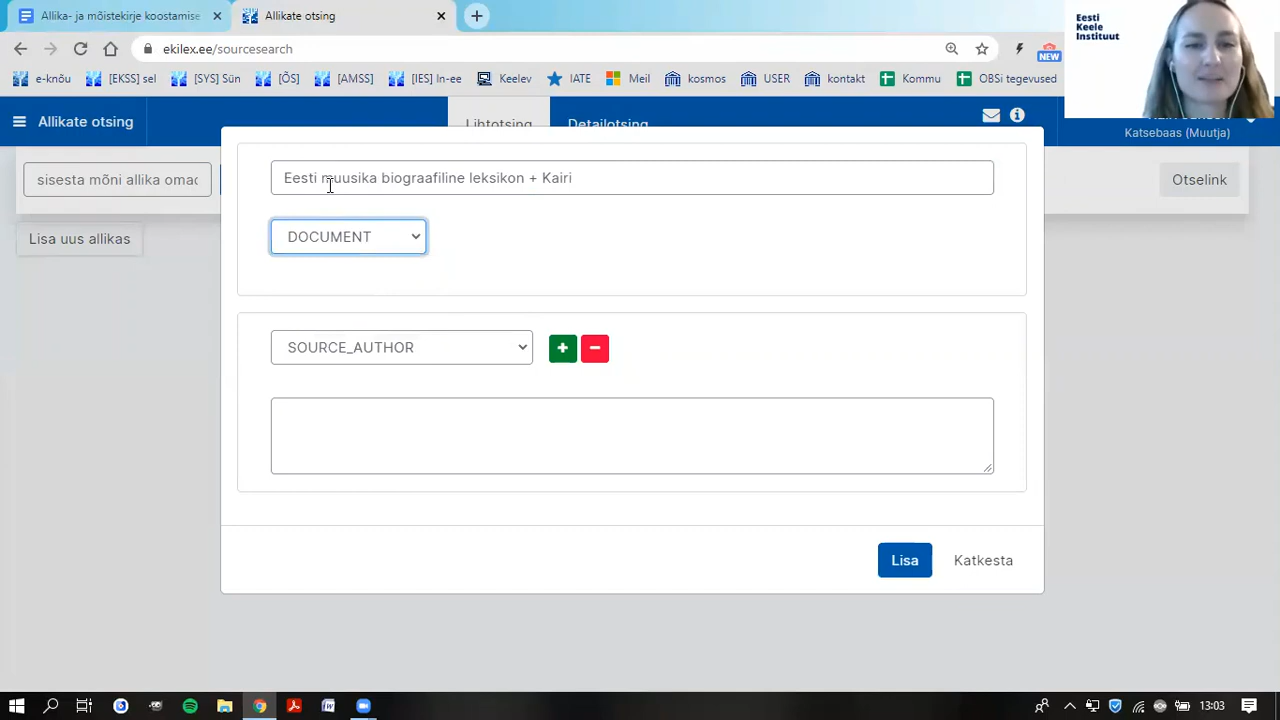 Allika- ja mõistekirje koostamise
Allikate otsing
ekilex.ee/sourcesearch
NEW
e-knõu
[EKSS] sel
[SYS] Sün
[ÕS]
[AMSS]
[IES] In-ee
Keelev
IATE
Meil
kosmos
USER
kontakt
Kommu
OBSi tegevused
Eesti
Keele
Instituut
Allikate otsing
Lihtotsing
Detailotsing
Katsebaas (Muutja)
sisesta mõni allika omad
Otselink
Lisa uus allikas
Eesti muusika biograafiline leksikon + Kairi
DOCUMENT
SOURCE_AUTHOR
Lisa
Katkesta
13:03